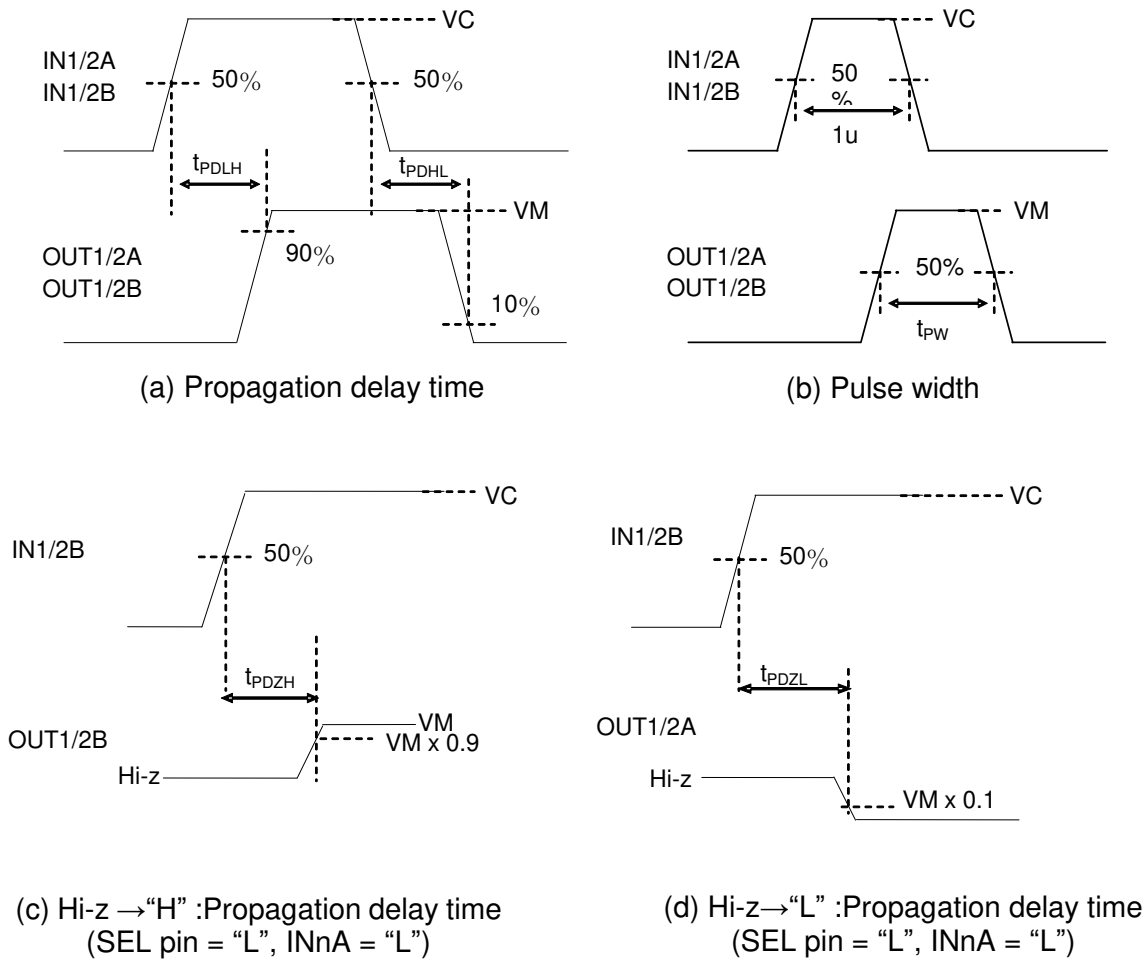 VC
IN1/2A
IN1/2B
50%
50%
tPDLH
tPDHL
VM
OUT1/2A
OUT1/2B
90%
10%
(a) Propagation delay time
VC
IN1/2A
IN1/2B
50
%
1u
VM
OUT1/2A
OUT1/2B
50%
tPW
(b) Pulse width
VC
IN1/2B
50%
tPDZH
OUT1/2B
VM
VM x 0.9
Hi-z
(c) Hi-z →“H” :Propagation delay time
(SEL pin = “L”, INnA = “L”)
VC
IN1/2B
50%
tPDZL
OUT1/2A
Hi-z
VM x 0.1
(d) Hi-z→“L” :Propagation delay time
(SEL pin = “L”, INnA = “L”)